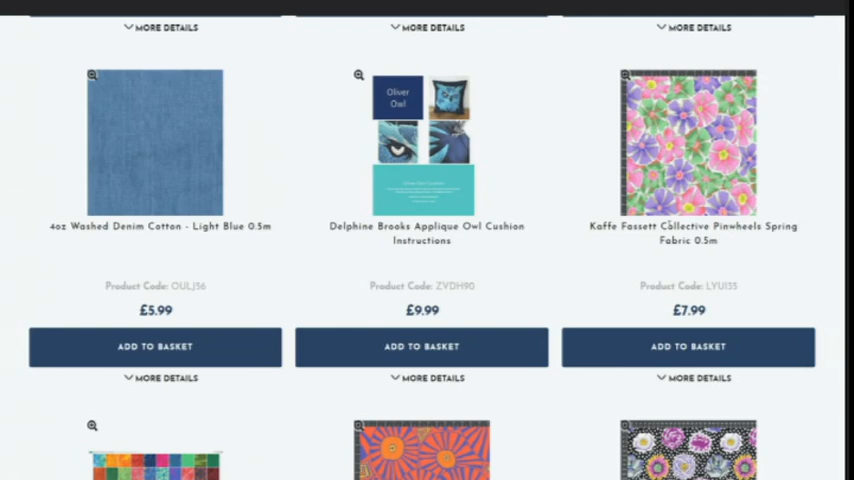 MORE DETAILS
MORE DETAILS
MORE DETAILS
Oliver
Owl
4oz Washed Denim Cotton - Light Blue 0.5m
Delphine Brooks Applique Owl Cushion
Instructions
Kaffe Fassett Collective Pinwheels Spring
Fabric 0.5m
Product Code: OULJ56
Product Code: ZVDH90
Product Code: LYUI35
£5.99
£9.99
£7.99
ADD TO BASKET
ADD TO BASKET
ADD TO BASKET
MORE DETAILS
MORE DETAILS
MORE DETAILS